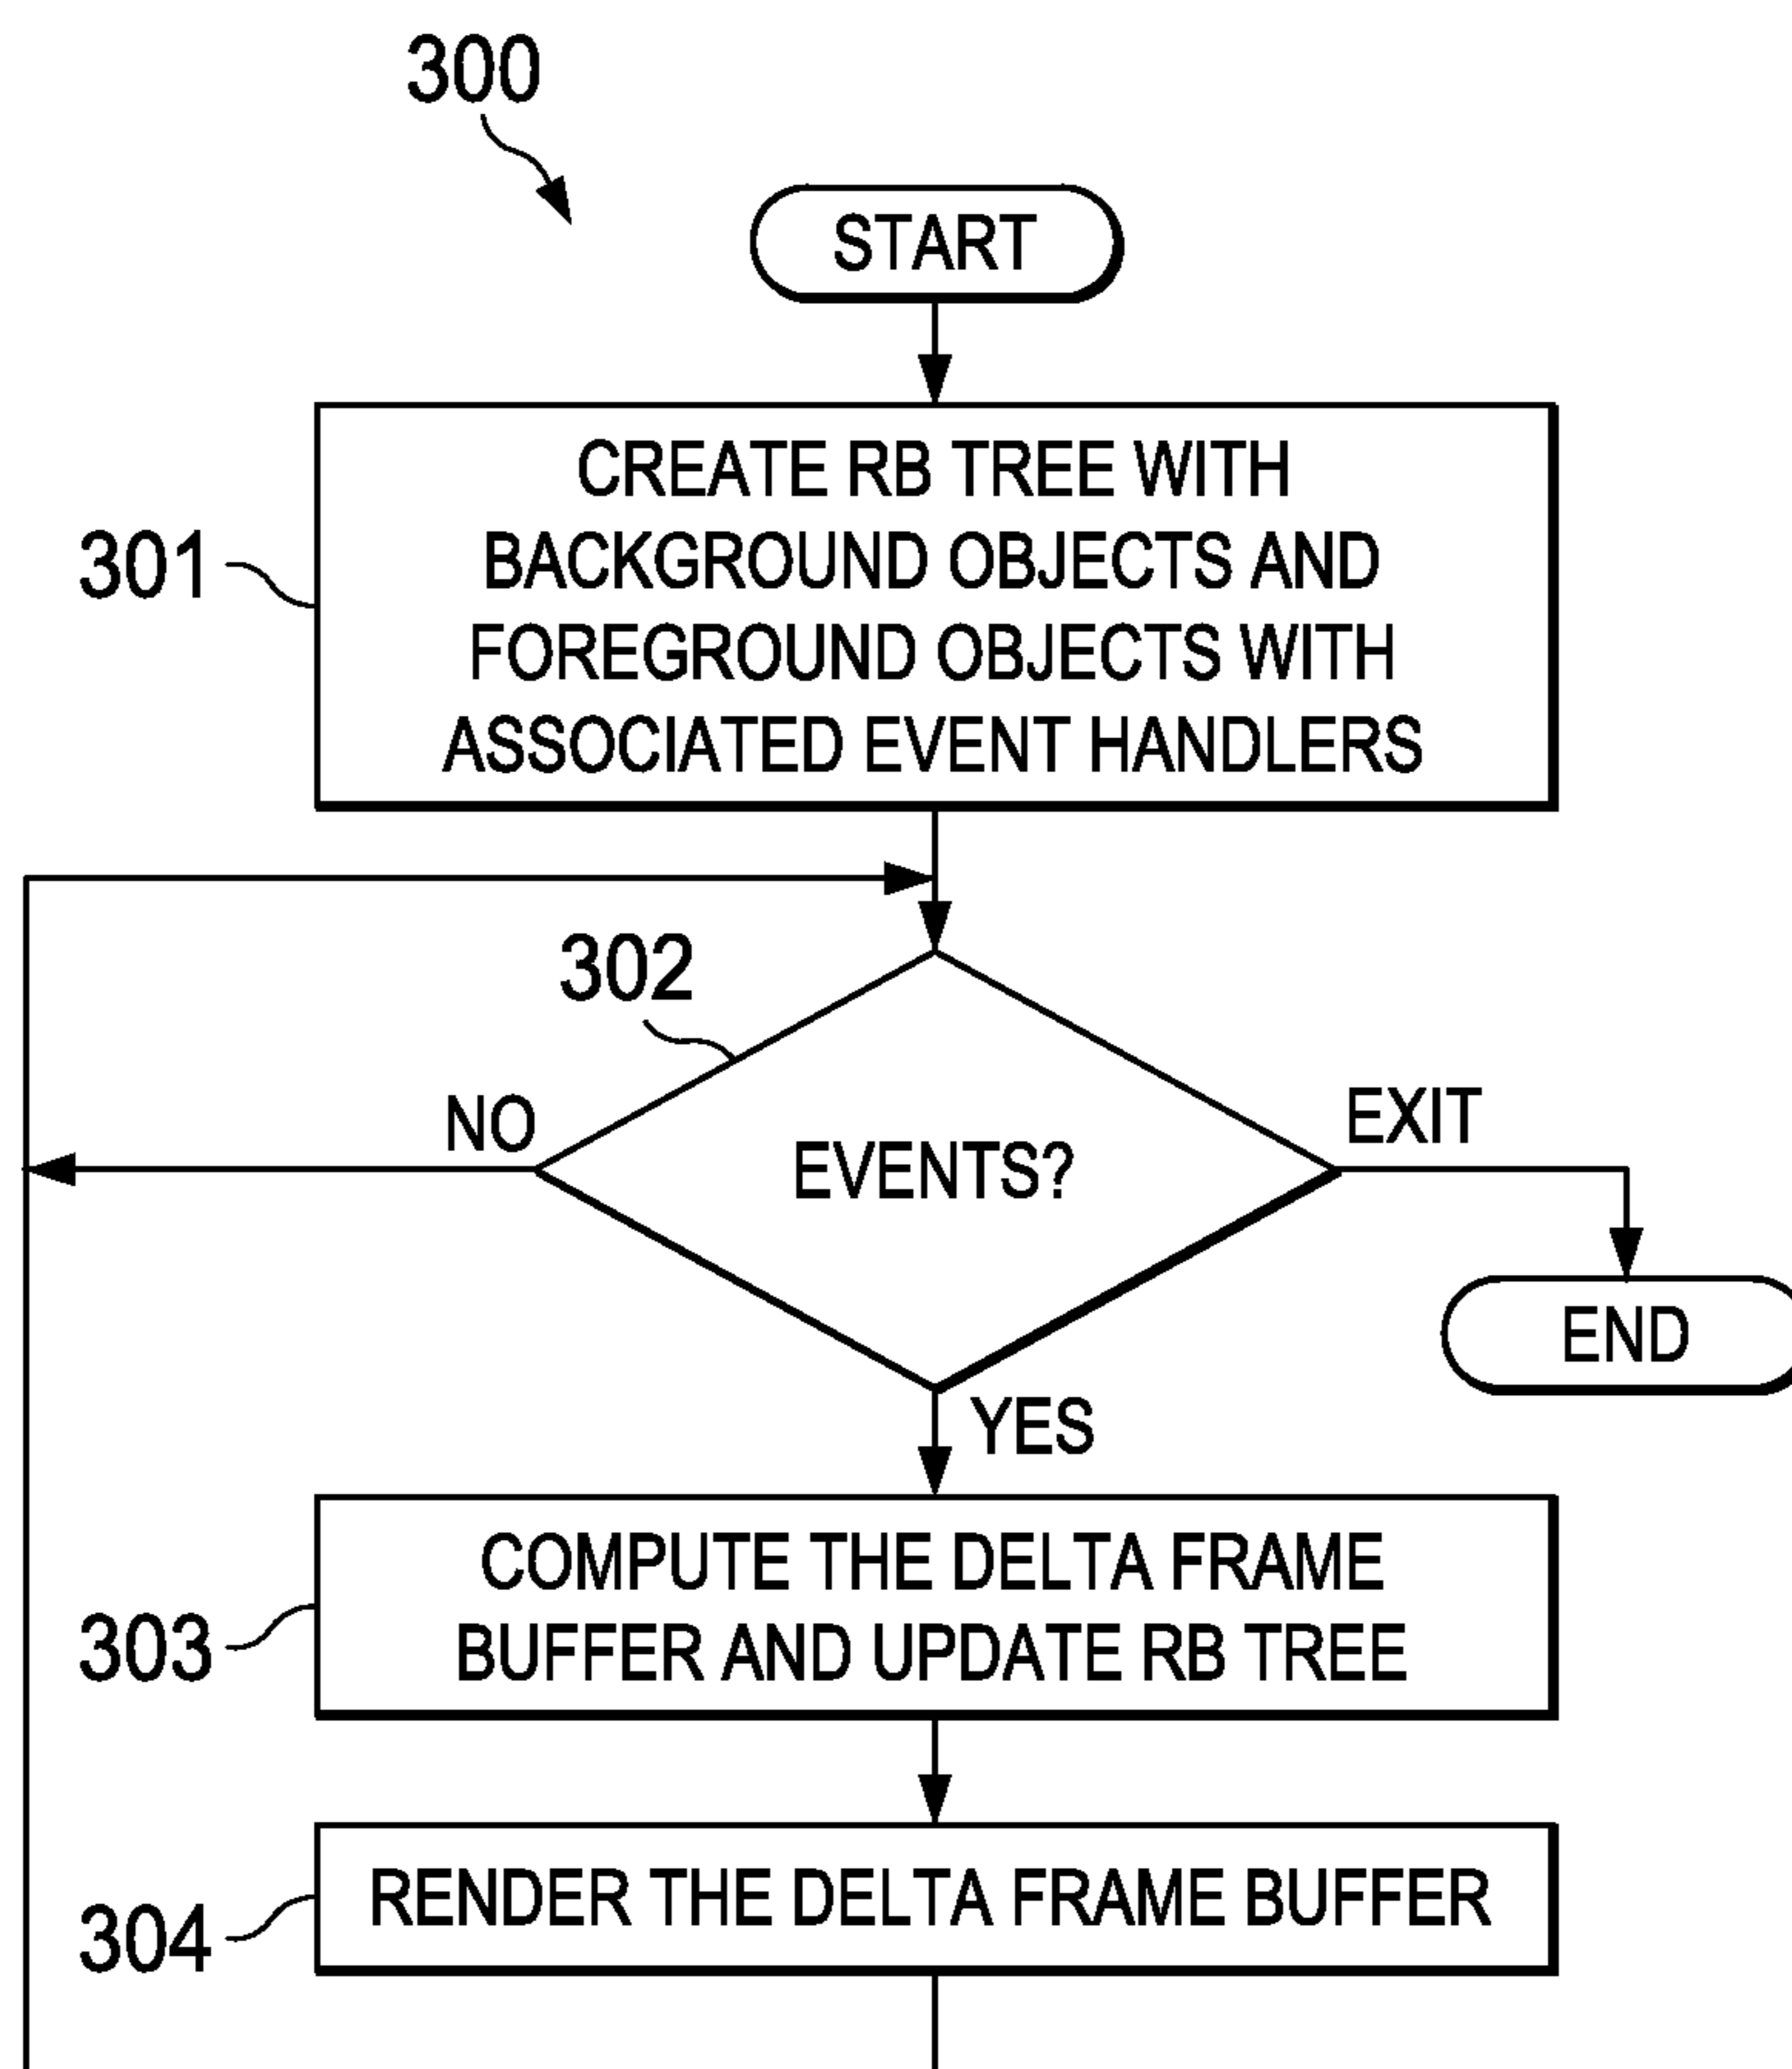 300
START
301
CREATE RB TREE WITH
BACKGROUND OBJECTS AND
FOREGROUND OBJECTS WITH
ASSOCIATED EVENT HANDLERS
302
NO
EVENTS?
EXIT
END
YES
303
COMPUTE THE DELTA FRAME
BUFFER AND UPDATE RB TREE
304
RENDER THE DELTA FRAME BUFFER